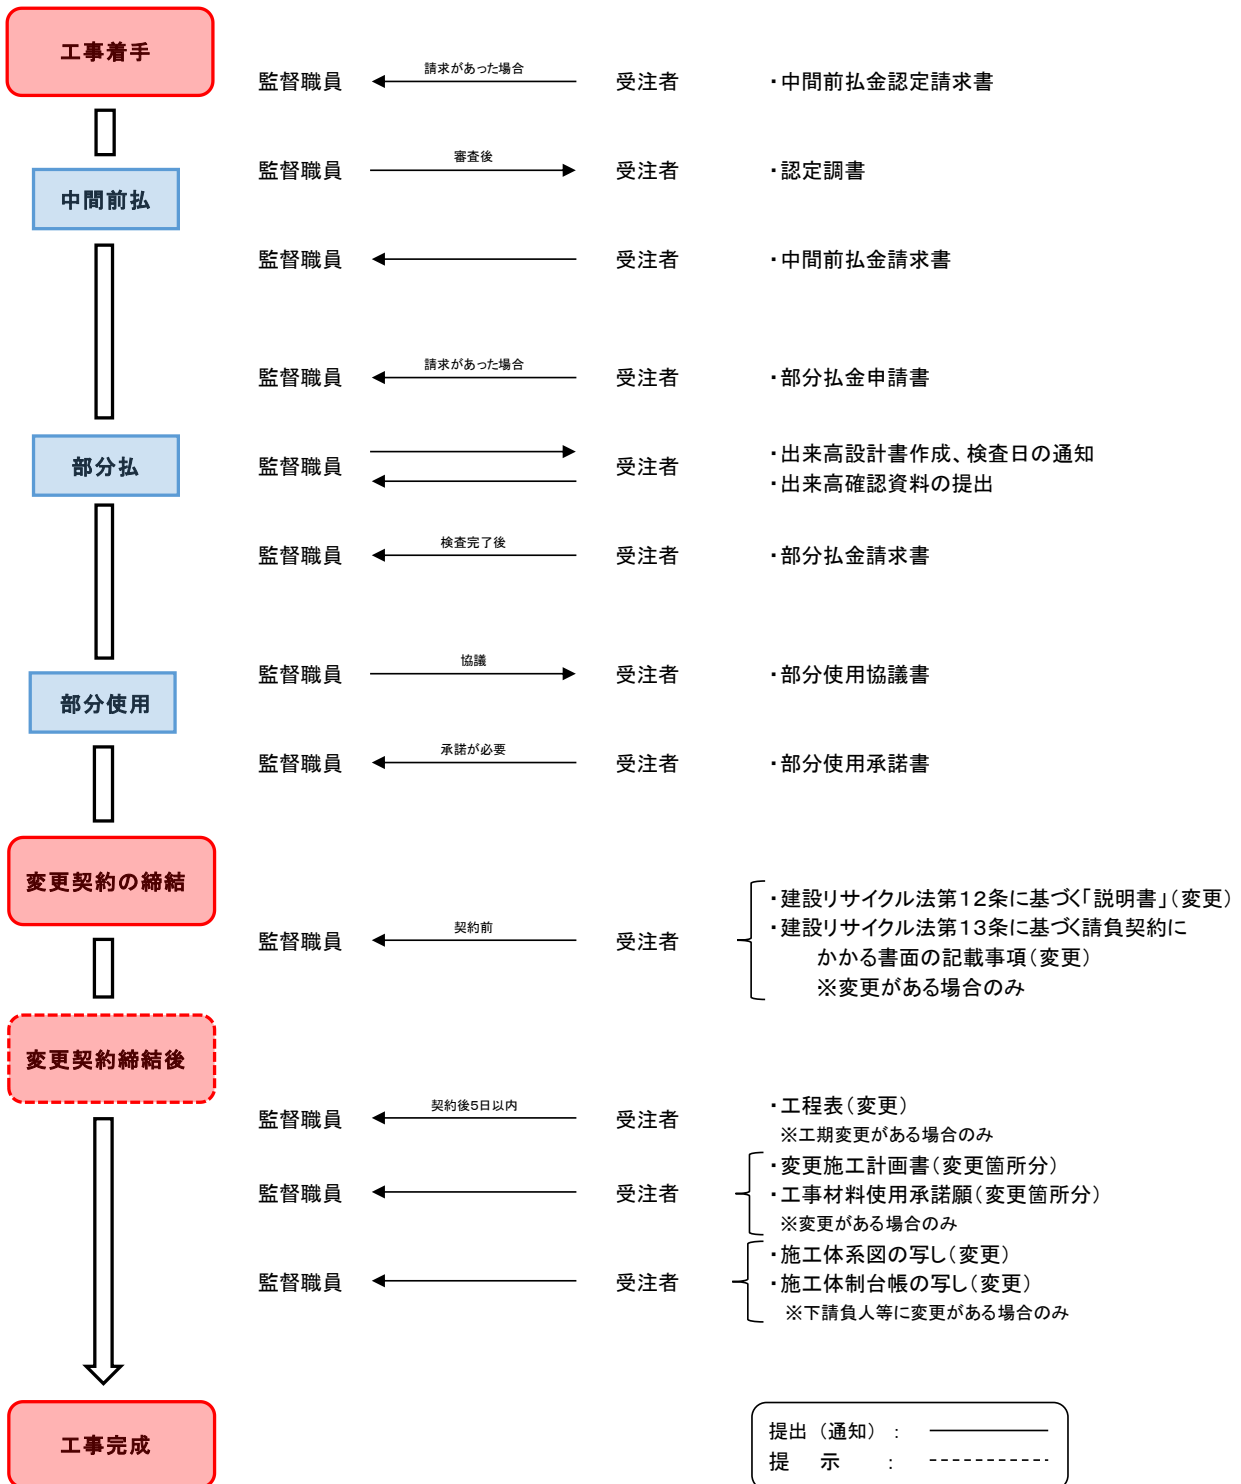 工事着手
請求があった場合
監督職員 受注者 ・中間前払金認定請求書
審査後
監督職員 受注者 ・認定調書
中間前払
監督職員 受注者 ・中間前払金請求書
請求があった場合
監督職員 受注者 ・部分払金申請書
部分払
監督職員 受注者
・出来高設計書作成、検査日の通知
・出来高確認資料の提出
検査完了後
監督職員 受注者 ・部分払金請求書
協議
監督職員 受注者 ・部分使用協議書
部分使用
承諾が必要
監督職員 受注者 ・部分使用承諾書
変更契約の締結
契約前
監督職員 受注者
・建設リサイクル法第12条に基づく「説明書」(変更)
・建設リサイクル法第13条に基づく請負契約に
かかる書面の記載事項(変更)
※変更がある場合のみ
変更契約締結後
契約後5日以内
監督職員 受注者
・工程表(変更)
※工期変更がある場合のみ
監督職員 受注者
・変更施工計画書(変更箇所分)
・工事材料使用承諾願(変更箇所分)
※変更がある場合のみ
監督職員 受注者
・施工体系図の写し(変更)
・施工体制台帳の写し(変更)
※下請負人等に変更がある場合のみ
工事完成
提出(通知):
提 示 :